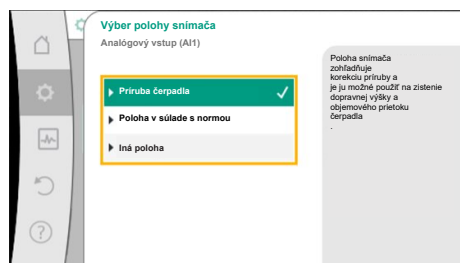 Výber polohy snímača
Analógový vstup (AI1)
Príruba čerpadla
Poloha v súlade s normou
Iná poloha
Poloha snímača
zohľadňuje
korekciu príruby a
je ju možné použiť na zistenie
dopravnej výšky a
objemového prietoku
čerpadla
.
?